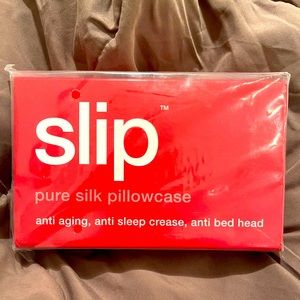 slip™
pure silk pillowcase
anti aging, anti sleep crease, anti bed head